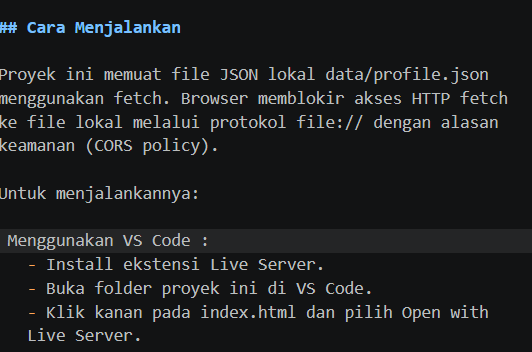 ## Cara Menjalankan
Proyek ini memuat file JSON lokal data/profile.json
menggunakan fetch. Browser memblokir akses HTTP fetch
ke file lokal melalui protokol file:// dengan alasan
keamanan (CORS policy).
Untuk menjalankannya:
Menggunakan VS Code :
- Install ekstensi Live Server.
- Buka folder proyek ini di VS Code.
- Klik kanan pada index.html dan pilih Open with
Live Server.